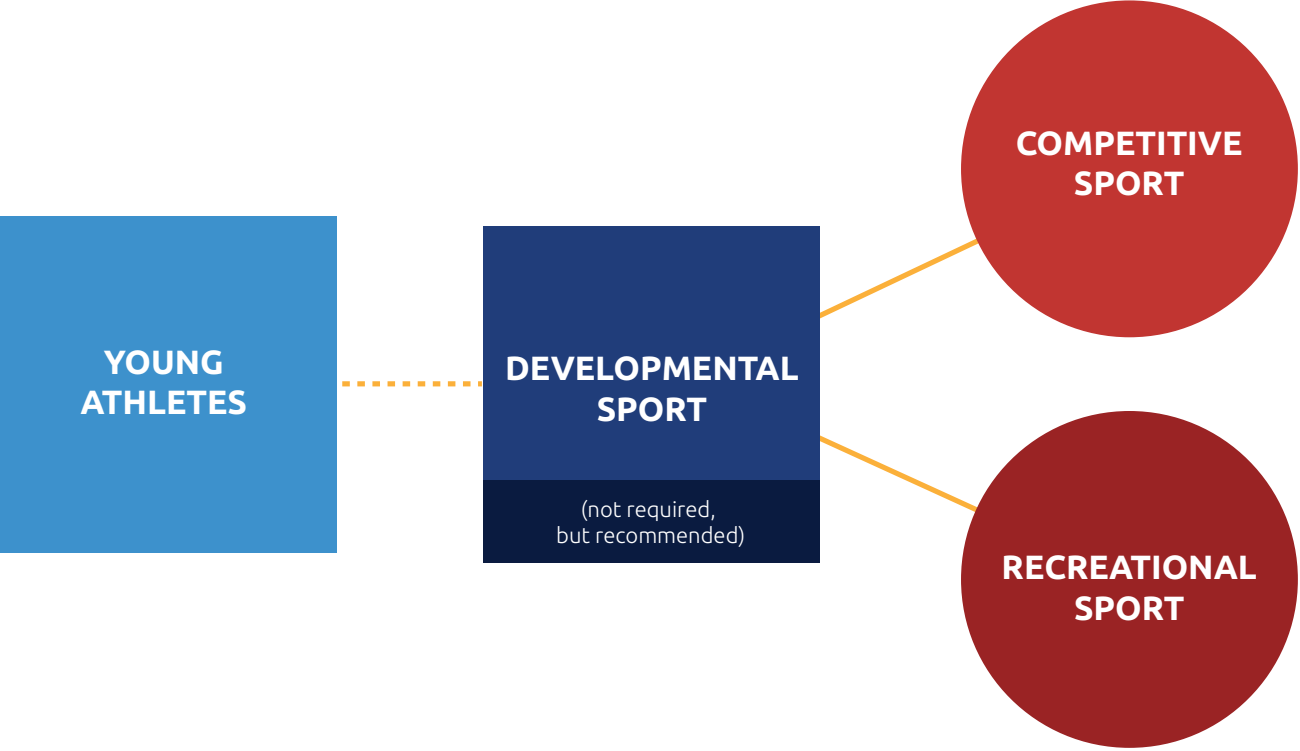 YOUNG
ATHLETES
DEVELOPMENTAL
SPORT
(not required,
but recommended)
COMPETITIVE
SPORT
RECREATIONAL
SPORT